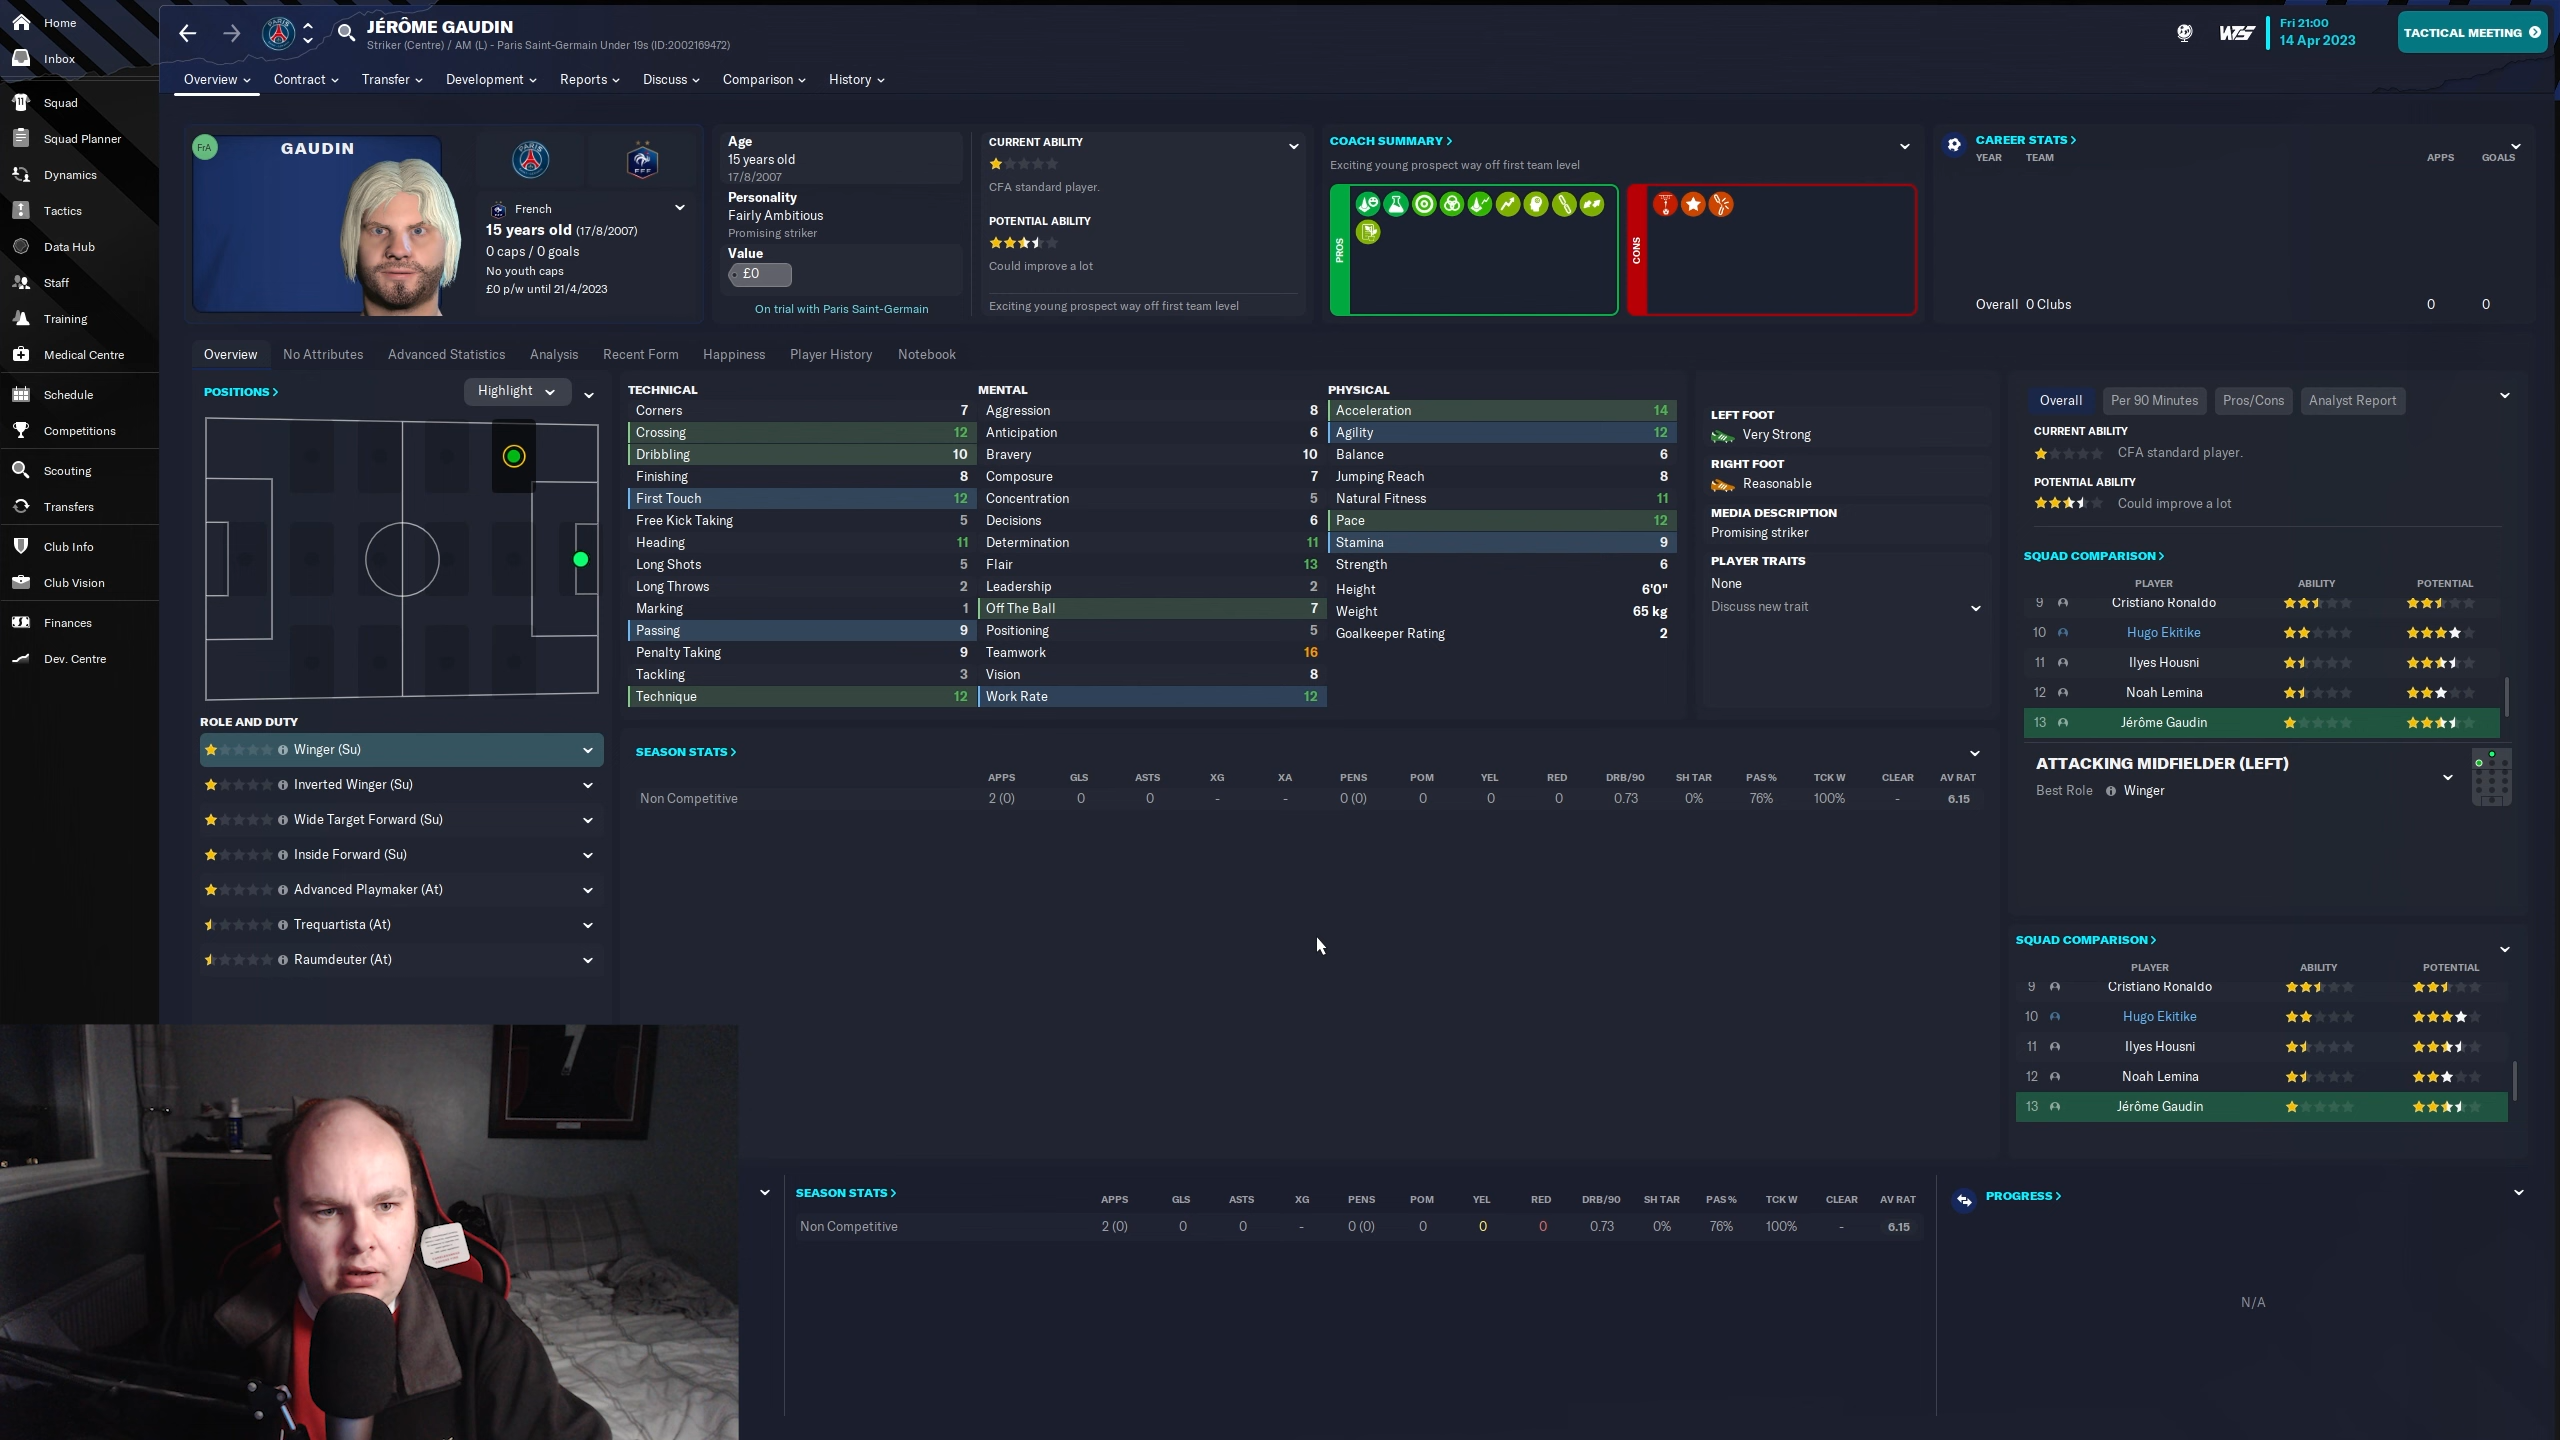 Home
Inbox
Squad
Squad Planner
Dynamics
Tactics
Data Hub
Staff
Training
Medical Centre
Schedule
Competitions
Scouting
Transfers
Club Info
Club Vision
Finances
Dev. Centre
JÉRÔME GAUDIN
Striker (Centre) / AM (L) - Paris Saint-Germain Under 19s (ID:2002169472)
Fri 21:00
14 Apr 2023
TACTICAL MEETING
Overview Contract Transfer Development Reports Discuss Comparison History
FrA
GAUDIN
French
15 years old (17/8/2007)
0 caps / 0 goals
No youth caps
£0 p/w until 21/4/2023
Age
15 years old
17/8/2007
Personality
Fairly Ambitious
Promising striker
Value
£0
On trial with Paris Saint-Germain
CURRENT ABILITY
CFA standard player.
POTENTIAL ABILITY
Could improve a lot
Exciting young prospect way off first team level
COACH SUMMARY >
Exciting young prospect way off first team level
PROS
CONS
CAREER STATS >
YEAR TEAM APPS GOALS
Overall 0 Clubs 0 0
Overview No Attributes Advanced Statistics Analysis Recent Form Happiness Player History Notebook
POSITIONS >
Highlight
ROLE AND DUTY
Winger (Su)
Inverted Winger (Su)
Wide Target Forward (Su)
Inside Forward (Su)
Advanced Playmaker (At)
Trequartista (At)
Raumdeuter (At)
TECHNICAL
Corners 7
Crossing 12
Dribbling 10
Finishing 8
First Touch 12
Free Kick Taking 5
Heading 11
Long Shots 5
Long Throws 2
Marking 1
Passing 9
Penalty Taking 9
Tackling 3
Technique 12
MENTAL
Aggression 8
Anticipation 6
Bravery 10
Composure 7
Concentration 5
Decisions 6
Determination 11
Flair 13
Leadership 2
Off The Ball 7
Positioning 5
Teamwork 16
Vision 8
Work Rate 12
PHYSICAL
Acceleration 14
Agility 12
Balance 6
Jumping Reach 8
Natural Fitness 11
Pace 12
Stamina 9
Strength 6
Height 6'0"
Weight 65 kg
Goalkeeper Rating 2
LEFT FOOT
Very Strong
RIGHT FOOT
Reasonable
MEDIA DESCRIPTION
Promising striker
PLAYER TRAITS
None
Discuss new trait
Overall Per 90 Minutes Pros/Cons Analyst Report
CURRENT ABILITY
CFA standard player.
POTENTIAL ABILITY
Could improve a lot
SQUAD COMPARISON >
PLAYER ABILITY POTENTIAL
9 Cristiano Ronaldo
10 Hugo Ekitike
11 Ilyes Housni
12 Noah Lemina
13 Jérôme Gaudin
ATTACKING MIDFIELDER (LEFT)
Best Role Winger
SEASON STATS >
APPS GLS ASTS XG XA PENS POM YEL RED DRB/90 SH TAR PAS % TCK W CLEAR AV RAT
Non Competitive 2 (0) 0 0 - - 0 (0) 0 0 0 0.73 0% 76% 100% - 6.15
SQUAD COMPARISON >
PLAYER ABILITY POTENTIAL
9 Cristiano Ronaldo
10 Hugo Ekitike
11 Ilyes Housni
12 Noah Lemina
13 Jérôme Gaudin
SEASON STATS >
APPS GLS ASTS XG PENS POM YEL RED DRB/90 SH TAR PAS % TCK W CLEAR AV RAT
Non Competitive 2 (0) 0 0 - 0 (0) 0 0 0 0.73 0% 76% 100% - 6.15
PROGRESS >
N/A